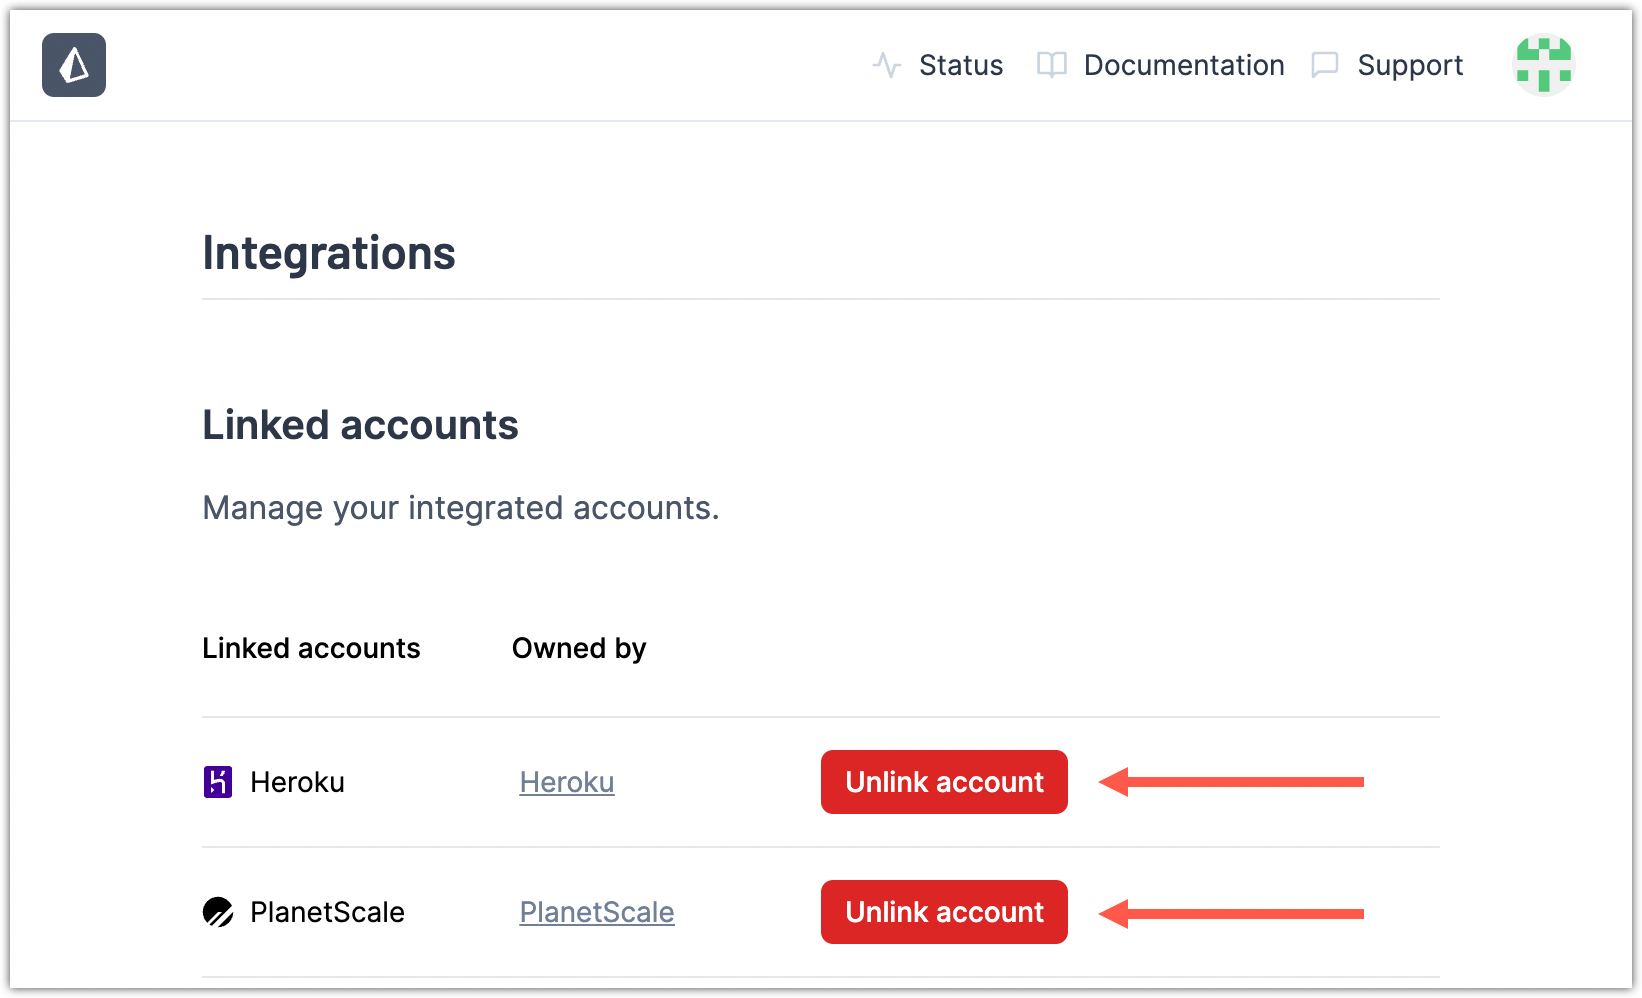 Status Documentation Support
Integrations
Linked accounts
Manage your integrated accounts.
Linked accounts Owned by
Heroku Heroku Unlink account
PlanetScale PlanetScale Unlink account